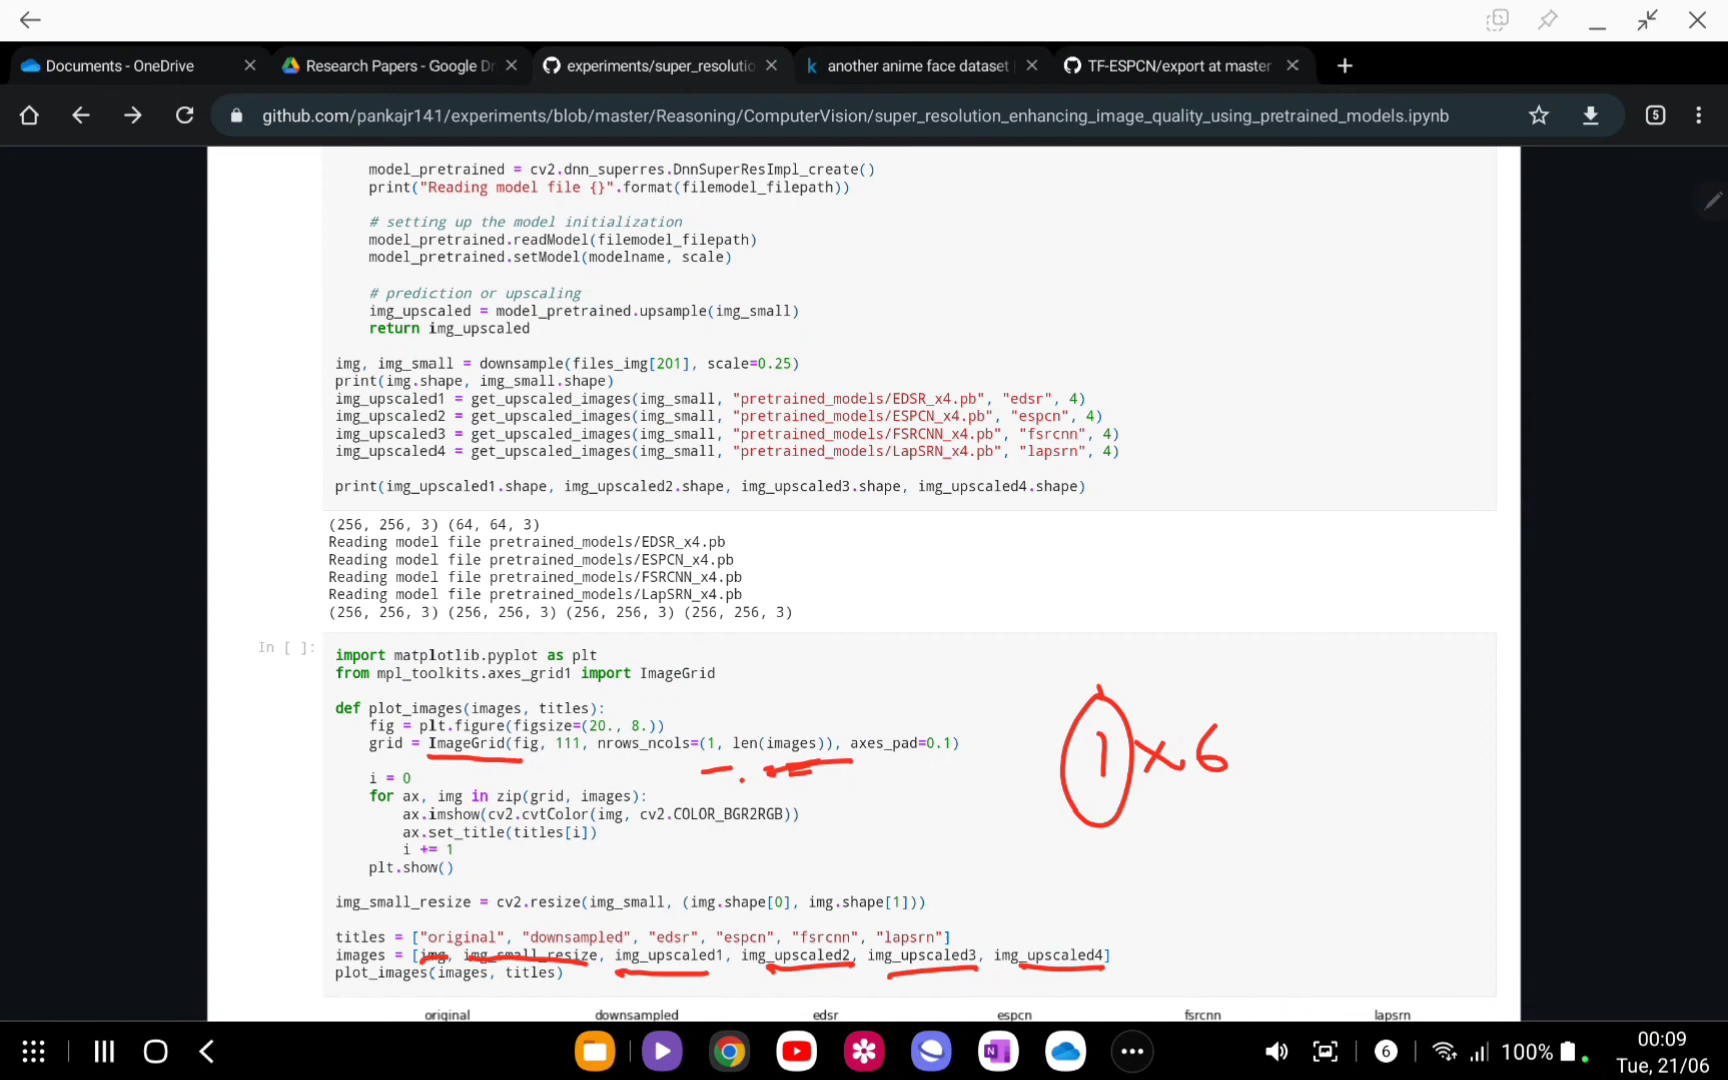 Documents - OneDrive
Research Papers - Google Dr
experiments/super_resolutio
another anime face dataset
TF-ESPCN/export at master
github.com/pankajr141/experiments/blob/master/Reasoning/ComputerVision/super_resolution_enhancing_image_quality_using_pretrained_models.ipynb
5
model_pretrained = cv2.dnn_superres.DnnSuperResImpl_create()
print("Reading model file {}".format(filemodel_filepath))
# setting up the model initialization
model_pretrained.readModel(filemodel_filepath)
model_pretrained.setModel(modelname, scale)
# prediction or upscaling
img_upscaled = model_pretrained.upsample(img_small)
return img_upscaled
img, img_small = downsample(files_img[201], scale=0.25)
print(img.shape, img_small.shape)
img_upscaled1 = get_upscaled_images(img_small, "pretrained_models/EDSR_x4.pb", "edsr", 4)
img_upscaled2 = get_upscaled_images(img_small, "pretrained_models/ESPCN_x4.pb", "espcn", 4)
img_upscaled3 = get_upscaled_images(img_small, "pretrained_models/FSRCNN_x4.pb", "fsrcnn", 4)
img_upscaled4 = get_upscaled_images(img_small, "pretrained_models/LapSRN_x4.pb", "lapsrn", 4)
print(img_upscaled1.shape, img_upscaled2.shape, img_upscaled3.shape, img_upscaled4.shape)
(256, 256, 3) (64, 64, 3)
Reading model file pretrained_models/EDSR_x4.pb
Reading model file pretrained_models/ESPCN_x4.pb
Reading model file pretrained_models/FSRCNN_x4.pb
Reading model file pretrained_models/LapSRN_x4.pb
(256, 256, 3) (256, 256, 3) (256, 256, 3) (256, 256, 3)
In [ ]:
import matplotlib.pyplot as plt
from mpl_toolkits.axes_grid1 import ImageGrid
def plot_images(images, titles):
fig = plt.figure(figsize=(20., 8.))
grid = ImageGrid(fig, 111, nrows_ncols=(1, len(images)), axes_pad=0.1)
1 x 6
i = 0
for ax, img in zip(grid, images):
ax.imshow(cv2.cvtColor(img, cv2.COLOR_BGR2RGB))
ax.set_title(titles[i])
i += 1
plt.show()
img_small_resize = cv2.resize(img_small, (img.shape[0], img.shape[1]))
titles = ["original", "downsampled", "edsr", "espcn", "fsrcnn", "lapsrn"]
images = [img, img_small_resize, img_upscaled1, img_upscaled2, img_upscaled3, img_upscaled4]
plot_images(images, titles)
original downsampled edsr espcn fsrcnn lapsrn
6 100% 00:09
Tue, 21/06